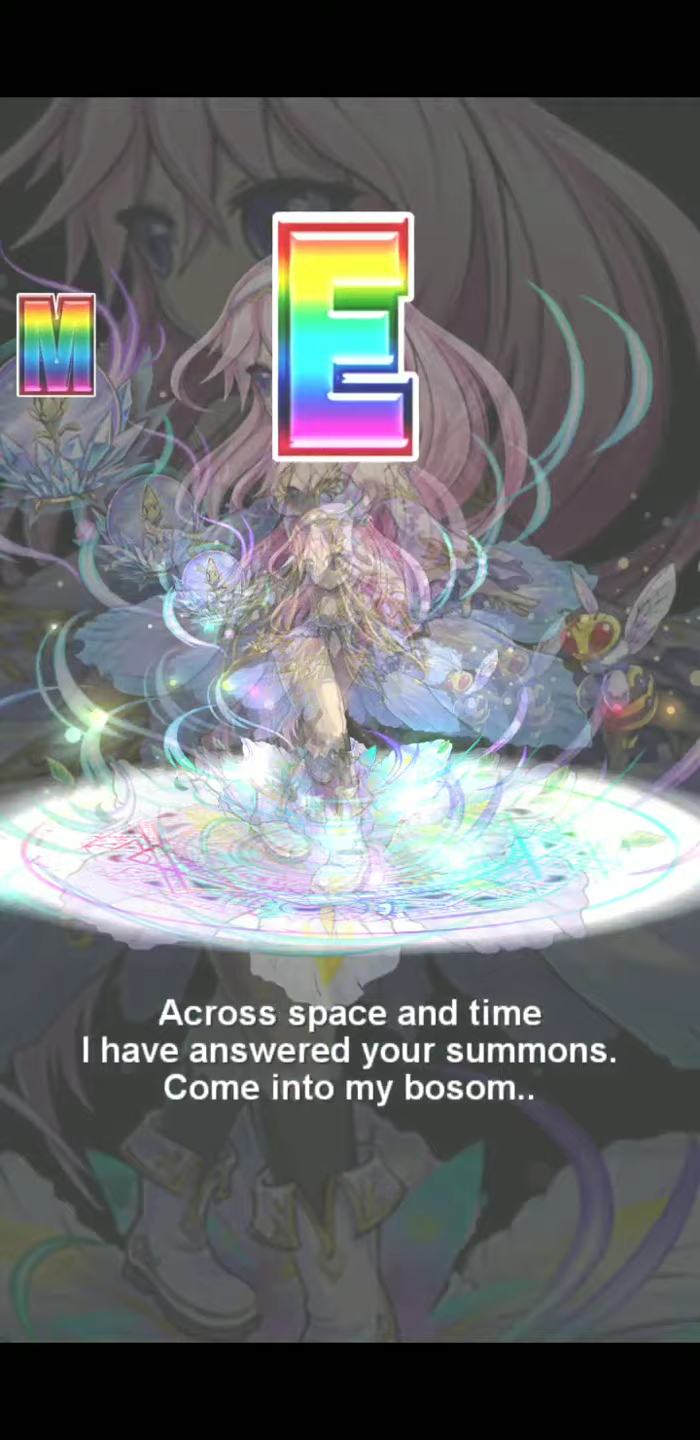 M
E
Across space and time
I have answered your summons.
Come into my bosom..